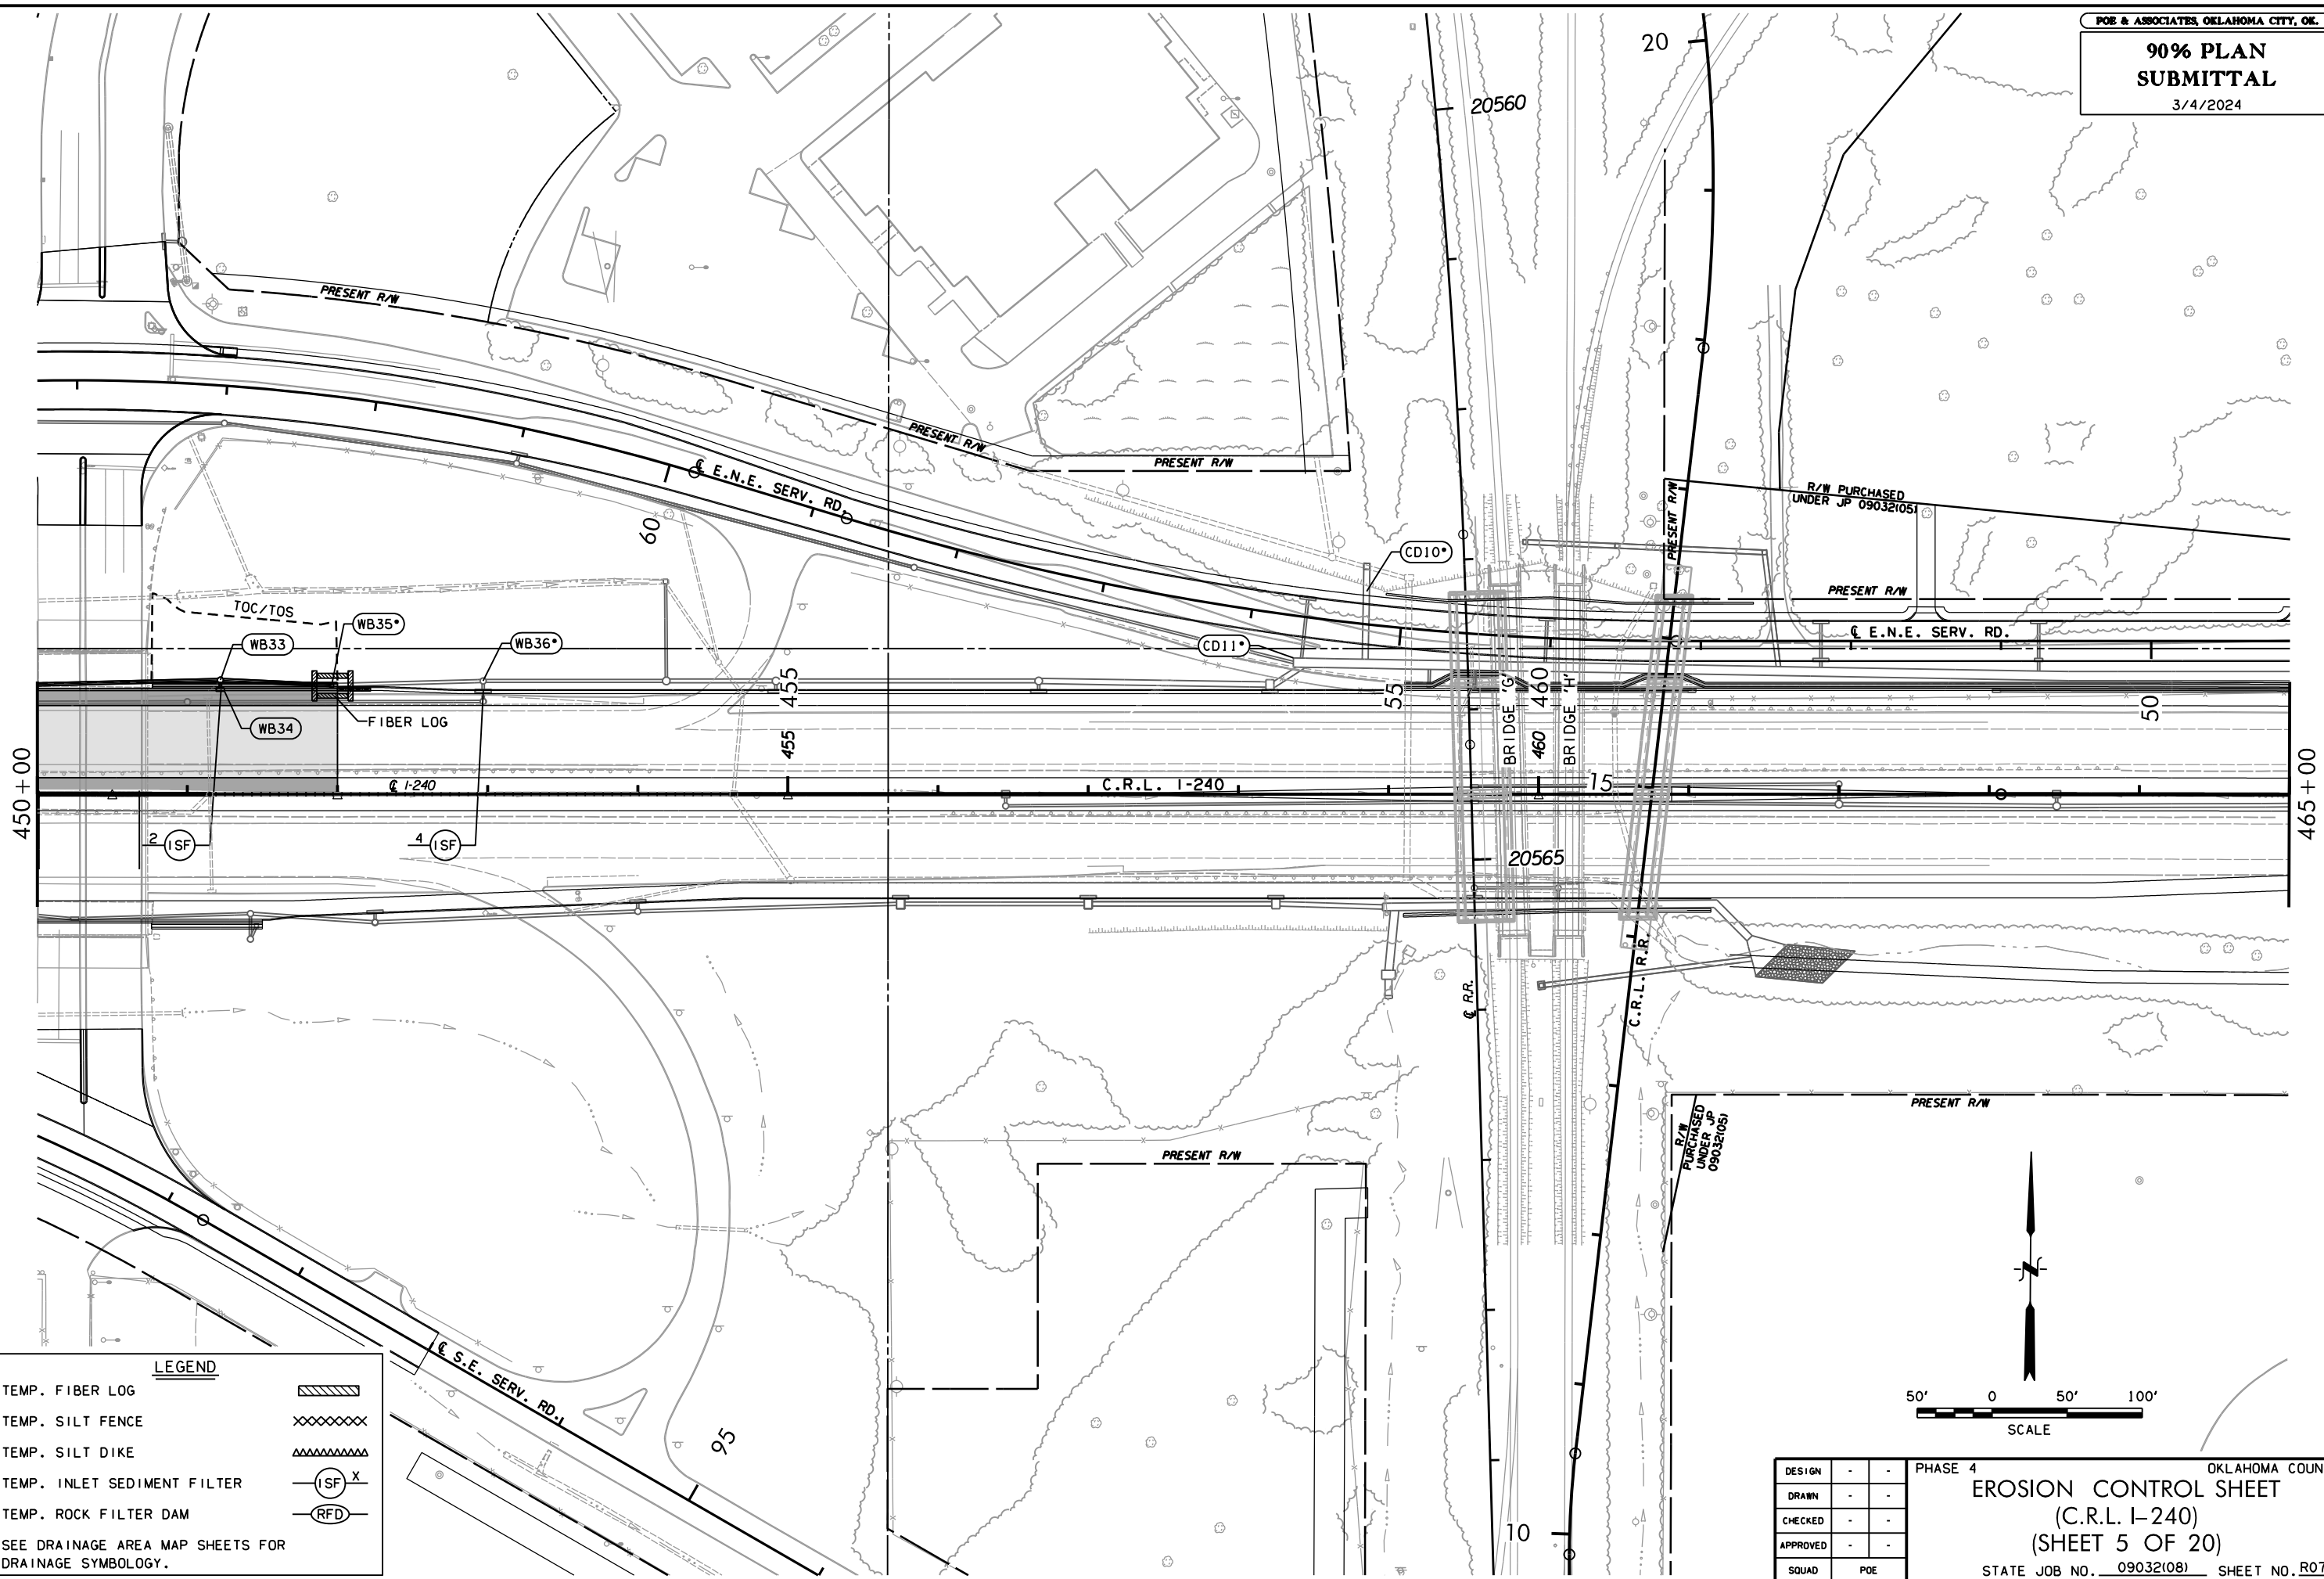 POE & ASSOCIATES, OKLAHOMA CITY, OK.
90% PLAN
SUBMITTAL
3/4/2024
20
20560
PRESENT R/W
PRESENT R/W
PRESENT R/W
PRESENT R/W
R/W PURCHASED
UNDER JP 09032(05)
PRESENT R/W
60
℄ E.N.E. SERV. RD.
CD10*
TOC/TOS
WB35*
WB33
WB36*
CD11*
℄ E.N.E. SERV. RD.
455
55
BRIDGE 'G'
460
BRIDGE 'H'
50
WB34
FIBER LOG
455
460
450+00
℄ I-240
C.R.L. I-240
15
465+00
2 ISF
4 ISF
20565
℄ R.R.
C.R.L. R.R.
PRESENT R/W
R/W
PURCHASED
UNDER JP
09032(05)
PRESENT R/W
℄ S.E. SERV. RD.
95
10
LEGEND
TEMP. FIBER LOG
TEMP. SILT FENCE
TEMP. SILT DIKE
TEMP. INLET SEDIMENT FILTER ISF X
TEMP. ROCK FILTER DAM RFD
SEE DRAINAGE AREA MAP SHEETS FOR
DRAINAGE SYMBOLOGY.
N
50' 0 50' 100'
SCALE
DESIGN - -
DRAWN - -
CHECKED - -
APPROVED - -
SQUAD POE
PHASE 4 OKLAHOMA COUN
EROSION CONTROL SHEET
(C.R.L. I-240)
(SHEET 5 OF 20)
STATE JOB NO. 09032(08) SHEET NO. R07